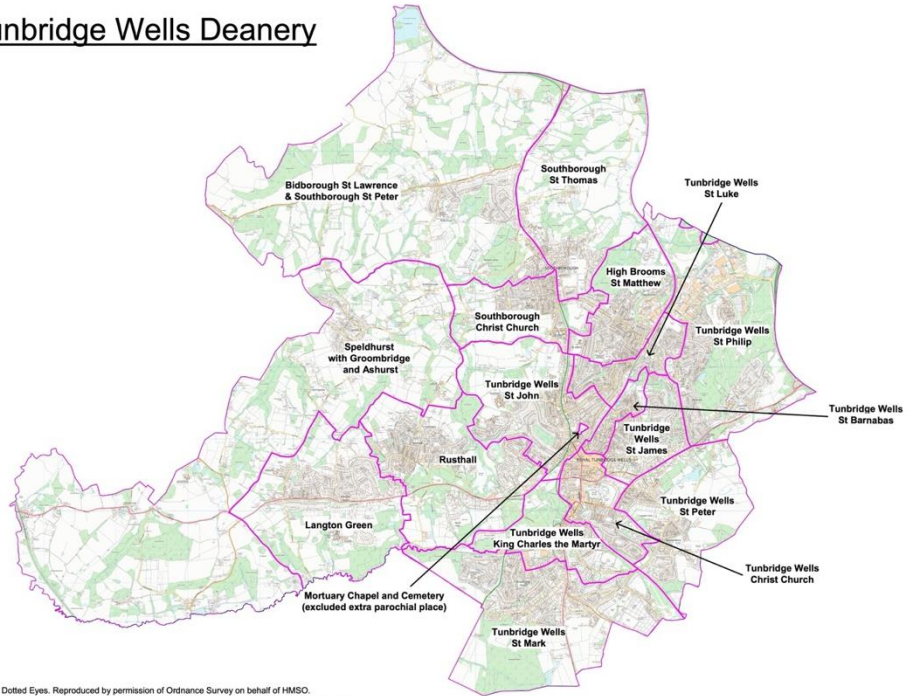 unbridge Wells Deanery
Bidborough St Lawrence
& Southborough St Peter
Southborough
St Thomas
Tunbridge Wells
St Luke
High Brooms
St Matthew
SOUTHBOROUGH
Southborough
Christ Church
Tunbridge Wells
St Philip
Speldhurst
with Groombridge
and Ashurst
Tunbridge Wells
St John
Tunbridge Wells
St Barnabas
Tunbridge
Wells
St James
Rusthall
ROYAL TUNBRIDGE WELLS
Tunbridge Wells
St Peter
Langton Green
Tunbridge Wells
King Charles the Martyr
Tunbridge Wells
Christ Church
Mortuary Chapel and Cemetery
(excluded extra parochial place)
Tunbridge Wells
St Mark
Dotted Eyes. Reproduced by permission of Ordnance Survey on behalf of HMSO.